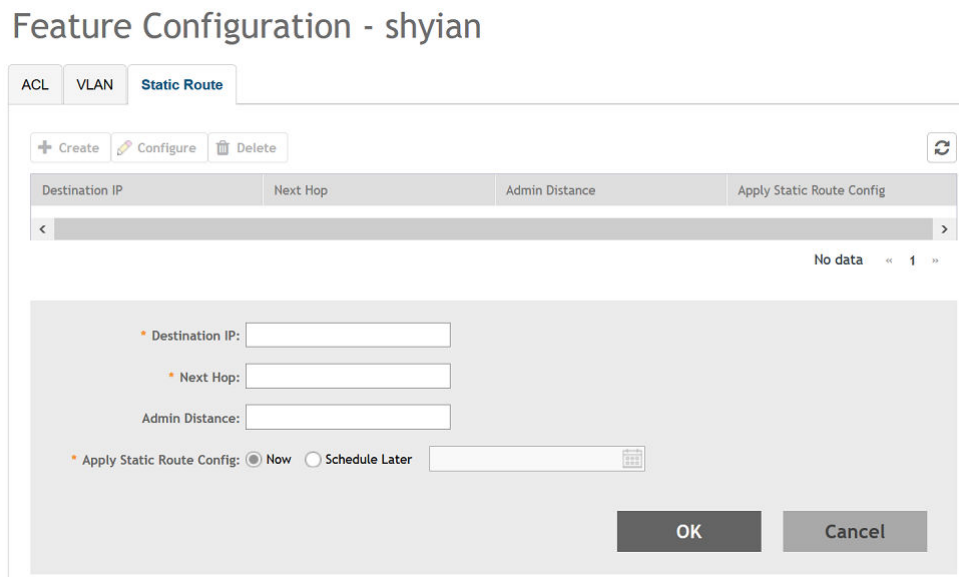 Feature Configuration - shyian
ACL VLAN Static Route
Create Configure Delete
Destination IP Next Hop Admin Distance Apply Static Route Config
No data « 1 »
* Destination IP:
* Next Hop:
Admin Distance:
* Apply Static Route Config: Now Schedule Later
OK Cancel